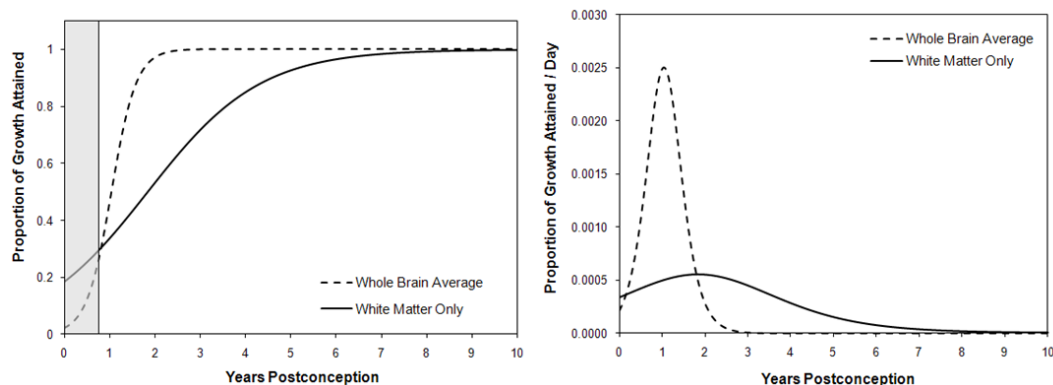 Proportion of Growth Attained
1
0.8
0.6
0.4
0.2
0
Whole Brain Average
White Matter Only
0 1 2 3 4 5 6 7 8 9 10
Years Postconception
Proportion of Growth Attained / Day
0.0030
0.0025
0.0020
0.0015
0.0010
0.0005
0.0000
Whole Brain Average
White Matter Only
0 1 2 3 4 5 6 7 8 9 10
Years Postconception